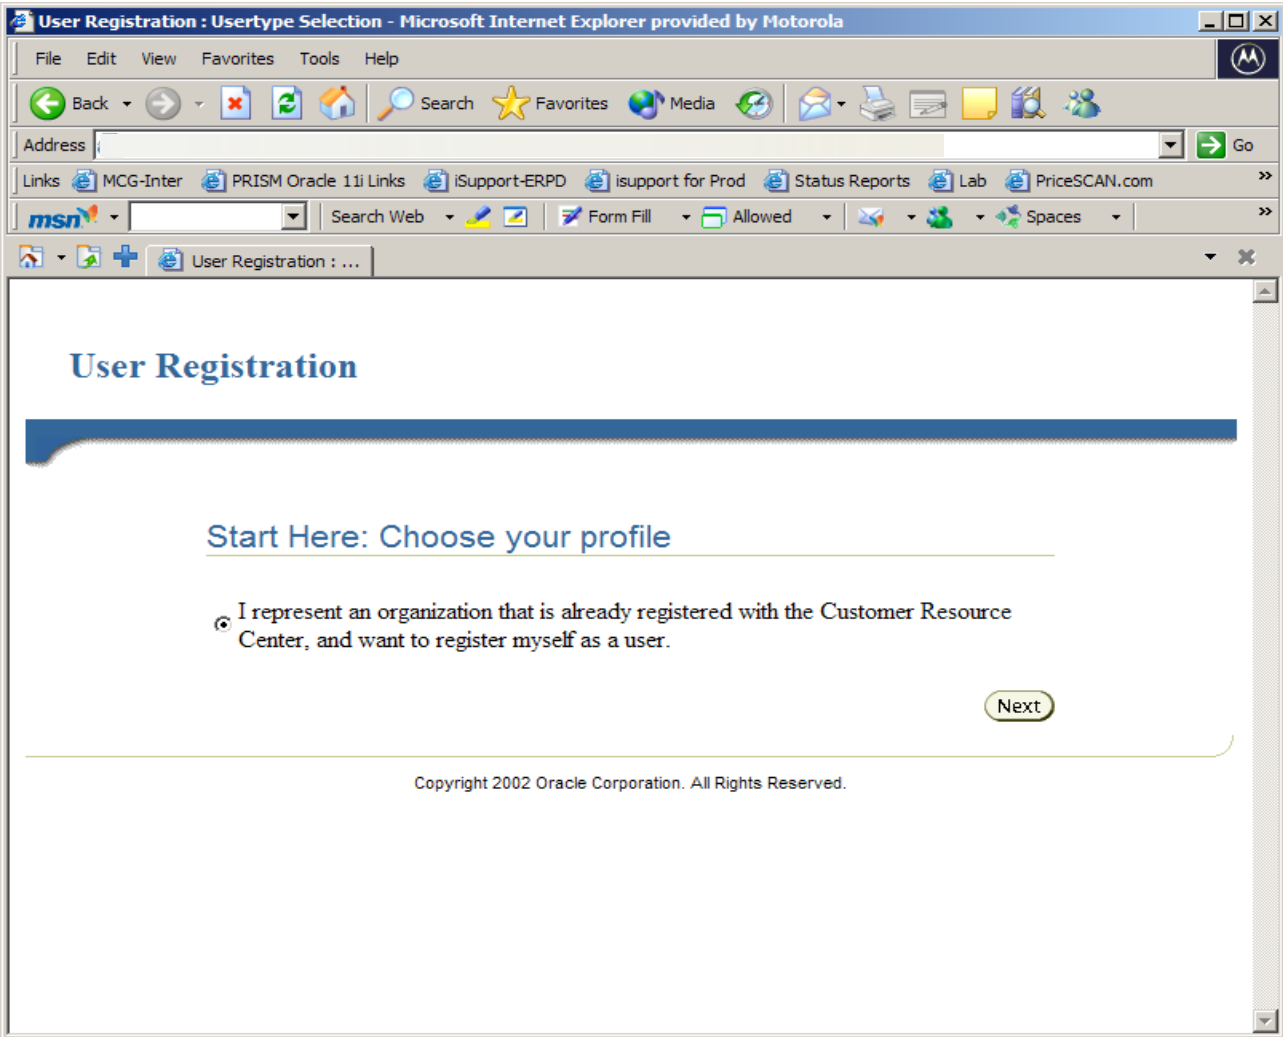 User Registration : Usertype Selection - Microsoft Internet Explorer provided by Motorola
File Edit View Favorites Tools Help
Back Search Favorites Media
Address Go
Links MCG-Inter PRISM Oracle 11i Links iSupport-ERPD isupport for Prod Status Reports Lab PriceSCAN.com »
msn Search Web Form Fill Allowed Spaces »
User Registration : ...
User Registration
Start Here: Choose your profile
I represent an organization that is already registered with the Customer Resource
Center, and want to register myself as a user.
Next
Copyright 2002 Oracle Corporation. All Rights Reserved.